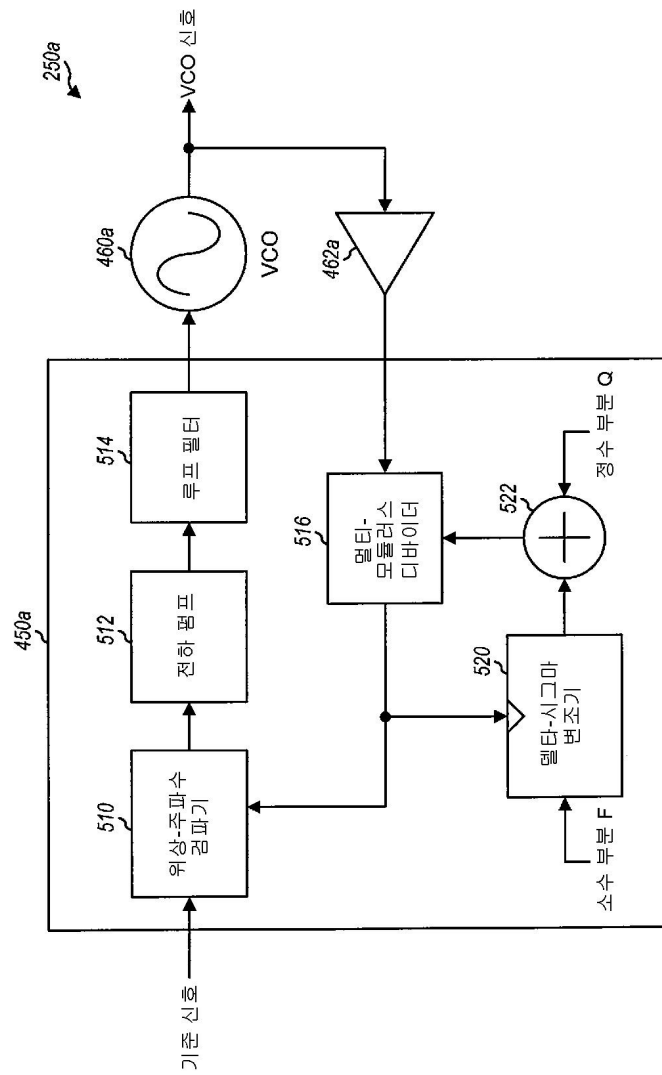 250a
기준 신호
450a
510
위상-주파수
검파기
512
전하 펌프
514
루프 필터
460a
VCO
VCO 신호
462a
516
멀티-
모듈러스
디바이더
520
델타-시그마
변조기
522
소수 부분 F
정수 부분 Q